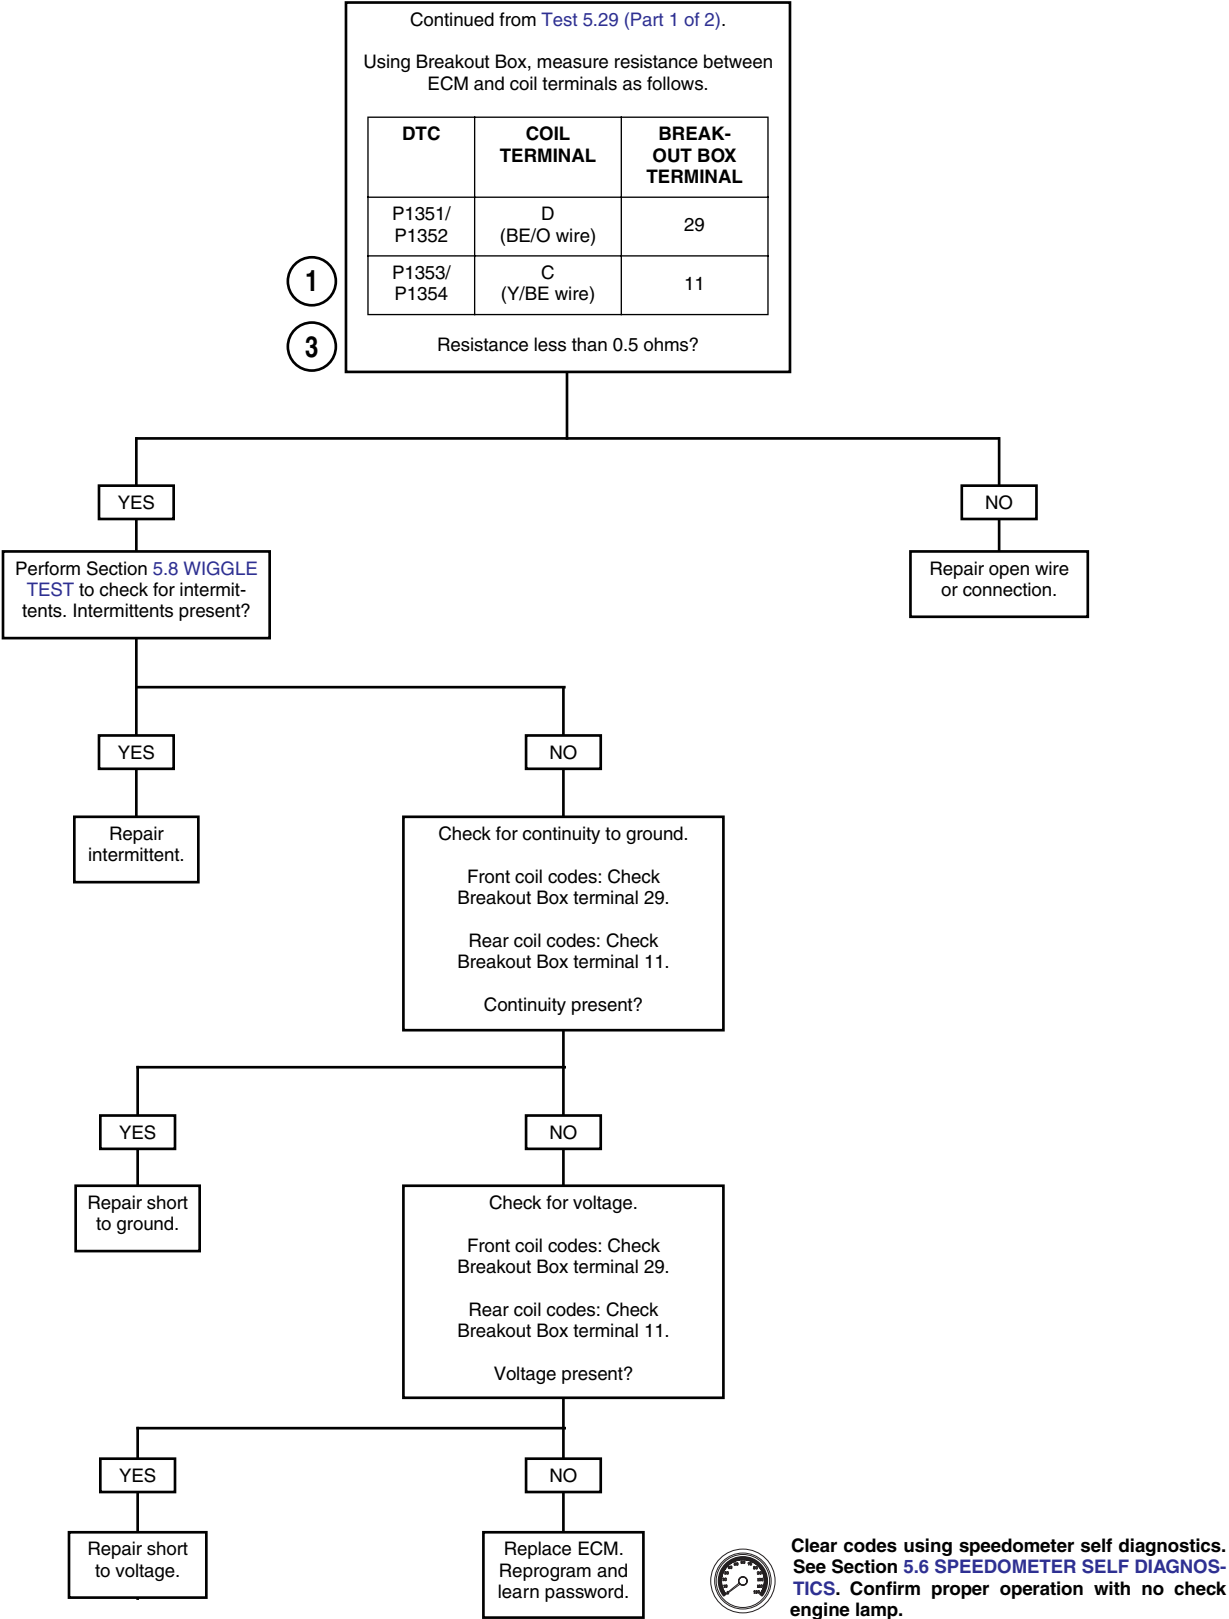 Continued from Test 5.29 (Part 1 of 2).
Using Breakout Box, measure resistance between
ECM and coil terminals as follows.
DTC
COIL
TERMINAL
BREAK-
OUT BOX
TERMINAL
P1351/
P1352
D
(BE/O wire)
29
1
P1353/
P1354
C
(Y/BE wire)
11
3
Resistance less than 0.5 ohms?
YES
NO
Perform Section 5.8 WIGGLE
TEST to check for intermit-
tents. Intermittents present?
Repair open wire
or connection.
YES
NO
Repair
intermittent.
Check for continuity to ground.
Front coil codes: Check
Breakout Box terminal 29.
Rear coil codes: Check
Breakout Box terminal 11.
Continuity present?
YES
NO
Repair short
to ground.
Check for voltage.
Front coil codes: Check
Breakout Box terminal 29.
Rear coil codes: Check
Breakout Box terminal 11.
Voltage present?
YES
NO
Repair short
to voltage.
Replace ECM.
Reprogram and
learn password.
Clear codes using speedometer self diagnostics.
See Section 5.6 SPEEDOMETER SELF DIAGNOS-
TICS. Confirm proper operation with no check
engine lamp.